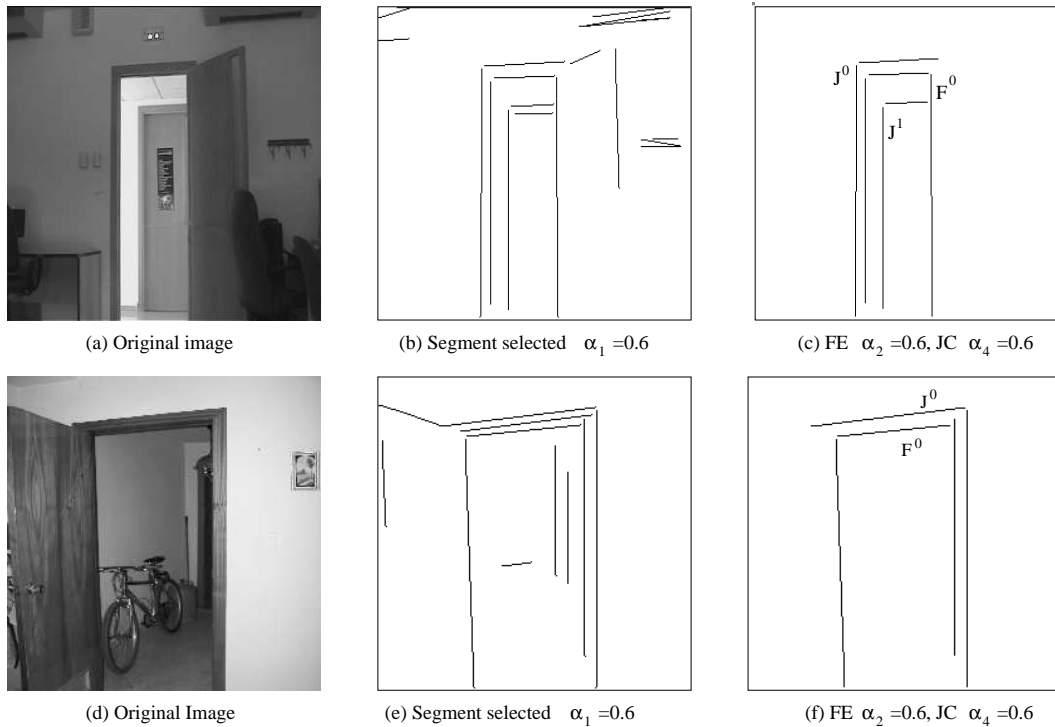 J⁰
F⁰
J¹
(a) Original image
(b) Segment selected α₁ =0.6
(c) FE α₂ =0.6, JC α₄ =0.6
J⁰
F⁰
(d) Original Image
(e) Segment selected α₁ =0.6
(f) FE α₂ =0.6, JC α₄ =0.6